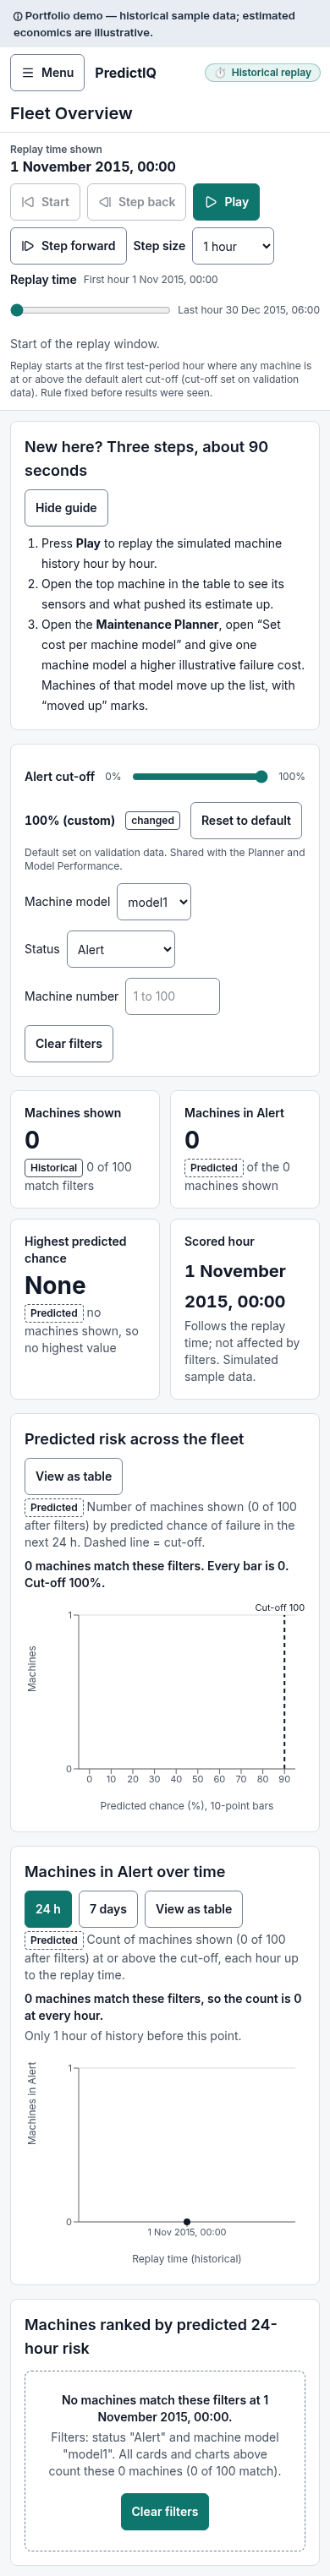 Portfolio demo — historical sample data; estimated
economics are illustrative.
Menu
PredictIQ
Historical replay
Fleet Overview
Replay time shown
1 November 2015, 00:00
Start
Step back
Play
Step forward
Step size
1 hour
Replay time
First hour 1 Nov 2015, 00:00
Last hour 30 Dec 2015, 06:00
Start of the replay window.
Replay starts at the first test-period hour where any machine is
at or above the default alert cut-off (cut-off set on validation
data). Rule fixed before results were seen.
New here? Three steps, about 90
seconds
Hide guide
1. Press Play to replay the simulated machine
history hour by hour.
2. Open the top machine in the table to see its
sensors and what pushed its estimate up.
3. Open the Maintenance Planner, open “Set
cost per machine model” and give one
machine model a higher illustrative failure cost.
Machines of that model move up the list, with
“moved up” marks.
Alert cut-off
0%
100%
100% (custom)
changed
Reset to default
Default set on validation data. Shared with the Planner and
Model Performance.
Machine model
model1
Status
Alert
Machine number
1 to 100
Clear filters
Machines shown
0
Historical 0 of 100
match filters
Machines in Alert
0
Predicted of the 0
machines shown
Highest predicted
chance
None
Predicted no
machines shown, so
no highest value
Scored hour
1 November
2015, 00:00
Follows the replay
time; not affected by
filters. Simulated
sample data.
Predicted risk across the fleet
View as table
Predicted Number of machines shown (0 of 100
after filters) by predicted chance of failure in the
next 24 h. Dashed line = cut-off.
0 machines match these filters. Every bar is 0.
Cut-off 100%.
Cut-off 100
1
Machines
0
0 10 20 30 40 50 60 70 80 90
Predicted chance (%), 10-point bars
Machines in Alert over time
24 h
7 days
View as table
Predicted Count of machines shown (0 of 100
after filters) at or above the cut-off, each hour up
to the replay time.
0 machines match these filters, so the count is 0
at every hour.
Only 1 hour of history before this point.
1
Machines in Alert
0
1 Nov 2015, 00:00
Replay time (historical)
Machines ranked by predicted 24-
hour risk
No machines match these filters at 1
November 2015, 00:00.
Filters: status "Alert" and machine model
"model1". All cards and charts above
count these 0 machines (0 of 100 match).
Clear filters